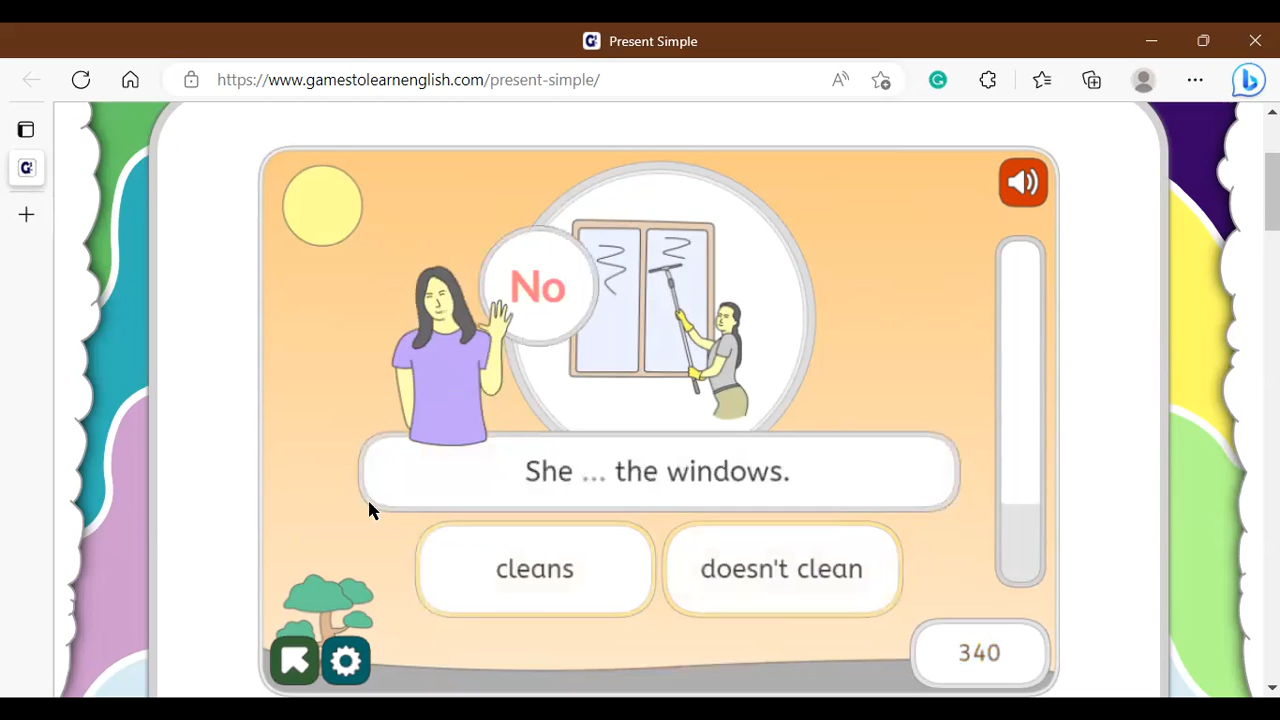 Present Simple
https://www.gamestolearnenglish.com/present-simple/
No
She ... the windows.
cleans
doesn't clean
340